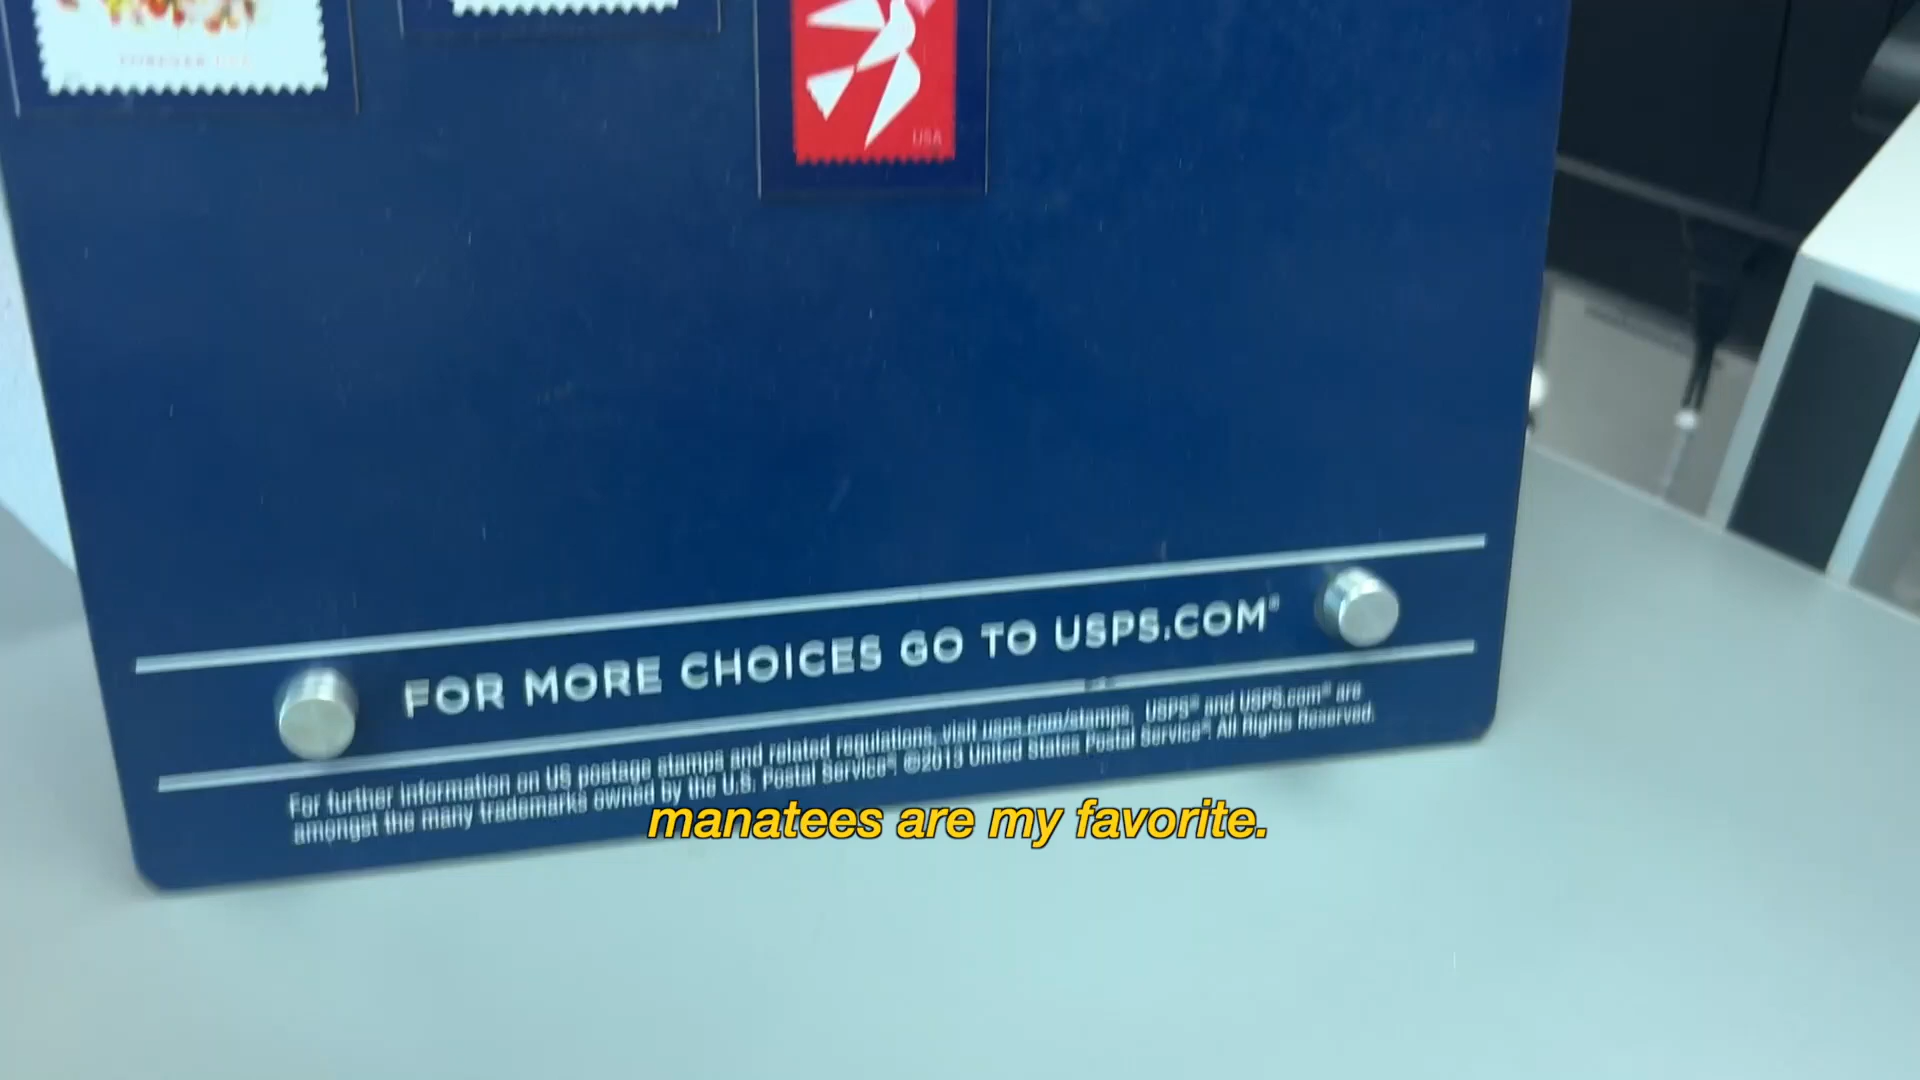 FOREVER USA
USA
FOR MORE CHOICES GO TO USPS.COM®
For further information on US postage stamps and related regulations, visit usps.com/stamps. USPS® and USPS.com® are
amongst the many trademarks owned by the U.S. Postal Service®. ©2013 United States Postal Service®. All Rights Reserved.
manatees are my favorite.